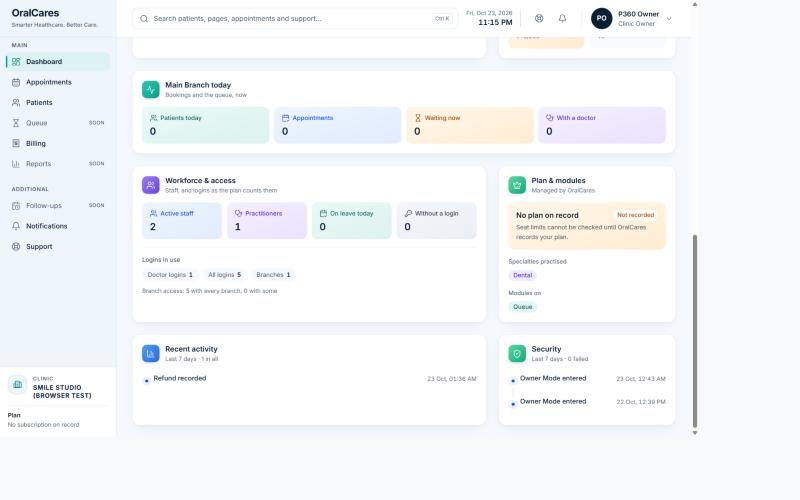 OralCares
Smarter Healthcare. Better Care.
Search patients, pages, appointments and support...
Ctrl K
Fri, Oct 23, 2026
11:15 PM
PO
P360 Owner
Clinic Owner
MAIN
Dashboard
Appointments
Patients
Queue SOON
Billing
Reports SOON
ADDITIONAL
Follow-ups SOON
Notifications
Support
CLINIC
SMILE STUDIO
(BROWSER TEST)
Plan
No subscription on record
Main Branch today
Bookings and the queue, now
Patients today
0
Appointments
0
Waiting now
0
With a doctor
0
Workforce & access
Staff, and logins as the plan counts them
Active staff
2
Practitioners
1
On leave today
0
Without a login
0
Logins in use
Doctor logins 1
All logins 5
Branches 1
Branch access: 5 with every branch, 0 with some
Plan & modules
Managed by OralCares
No plan on record
Not recorded
Seat limits cannot be checked until OralCares
records your plan.
Specialties practised
Dental
Modules on
Queue
Recent activity
Last 7 days · 1 in all
Refund recorded
23 Oct, 01:36 AM
Security
Last 7 days · 0 failed
Owner Mode entered
23 Oct, 12:43 AM
Owner Mode entered
22 Oct, 12:39 PM